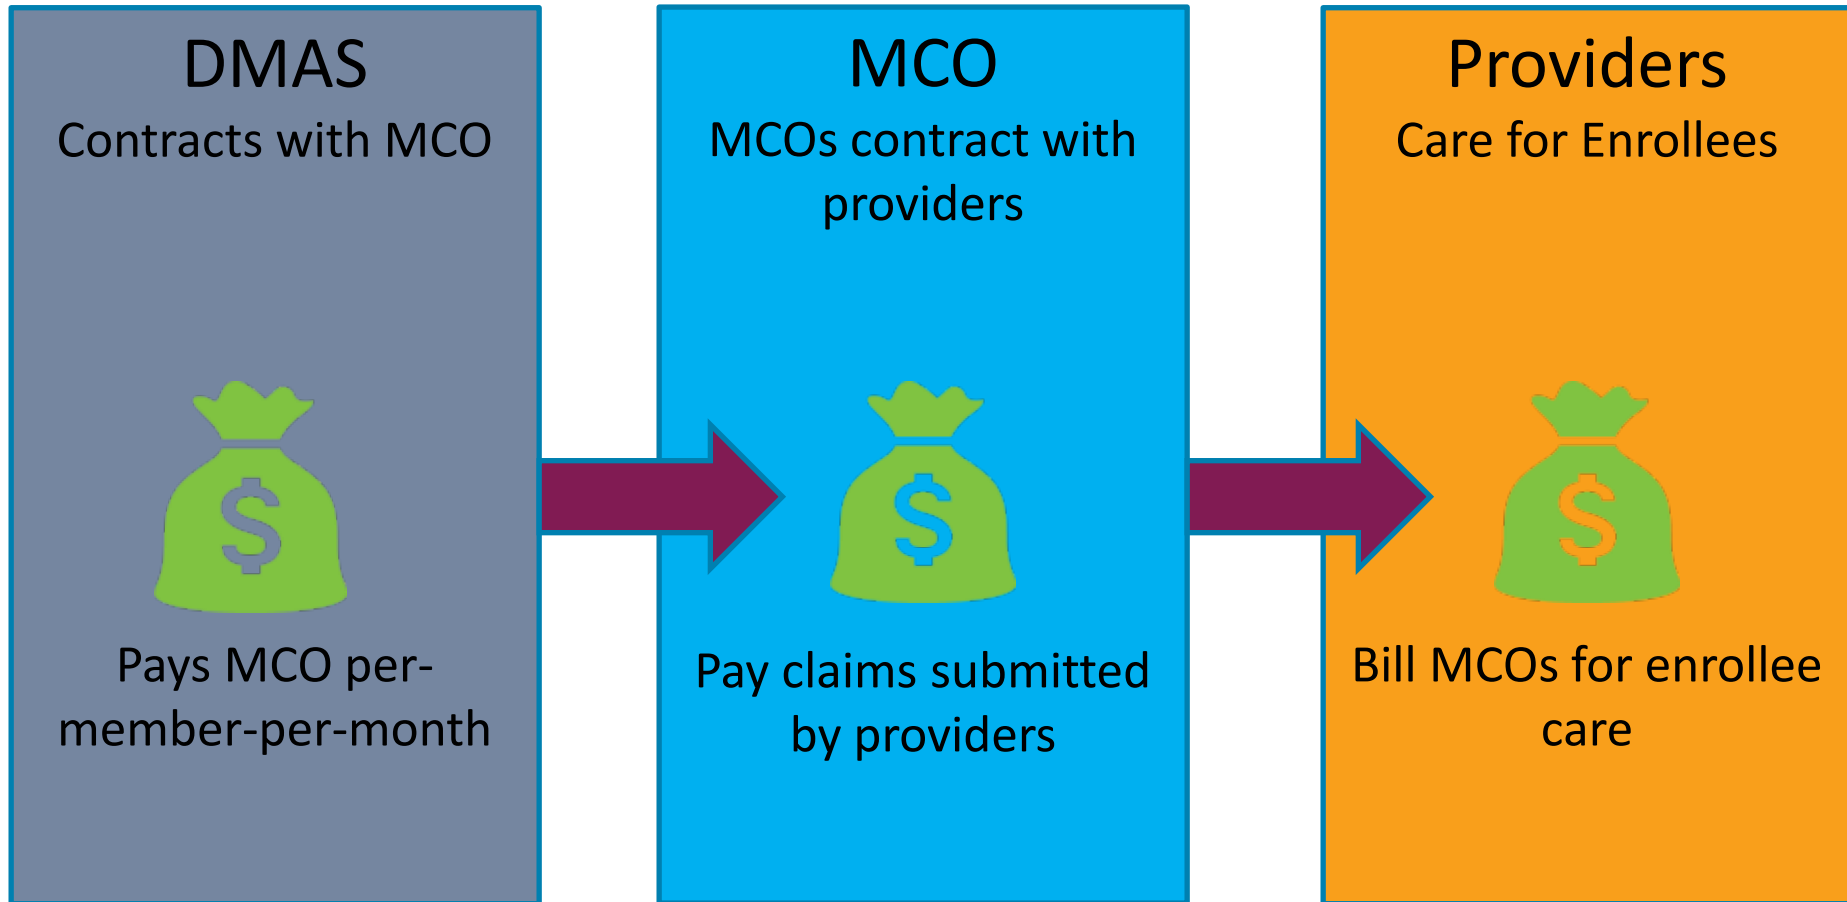 DMAS
Contracts with MCO
$
Pays MCO per-
member-per-month
MCO
MCOs contract with
providers
$
Pay claims submitted
by providers
Providers
Care for Enrollees
$
Bill MCOs for enrollee
care